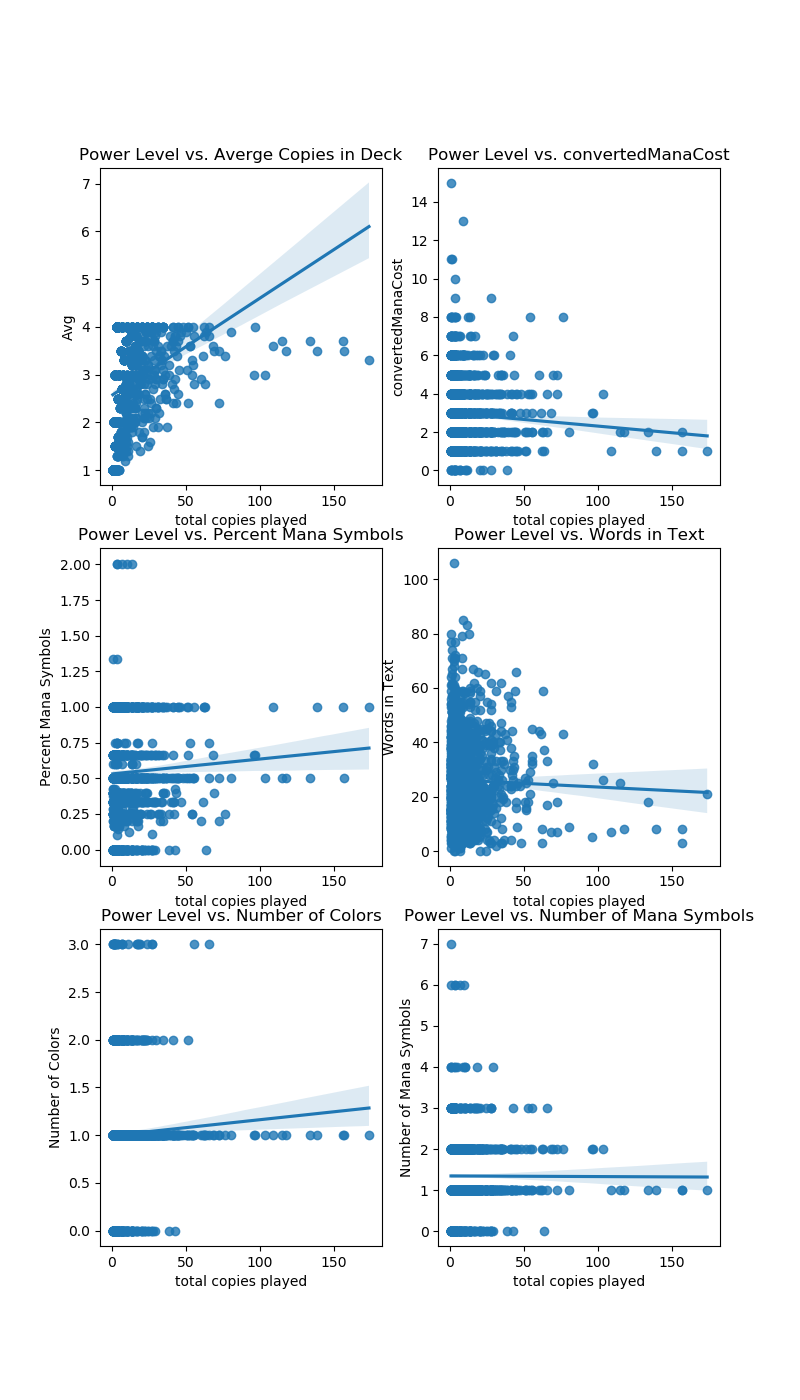 Power Level vs. Averge Copies in Deck
7
6
5
4
3
2
1
Avg
0 50 100 150
total copies played
Power Level vs. convertedManaCost
14
12
10
8
6
4
2
0
convertedManaCost
0 50 100 150
total copies played
Power Level vs. Percent Mana Symbols
2.00
1.75
1.50
1.25
1.00
0.75
0.50
0.25
0.00
Percent Mana Symbols
0 50 100 150
total copies played
Power Level vs. Words in Text
100
80
60
40
20
0
Words in Text
0 50 100 150
total copies played
Power Level vs. Number of Colors
3.0
2.5
2.0
1.5
1.0
0.5
0.0
Number of Colors
0 50 100 150
total copies played
Power Level vs. Number of Mana Symbols
7
6
5
4
3
2
1
0
Number of Mana Symbols
0 50 100 150
total copies played